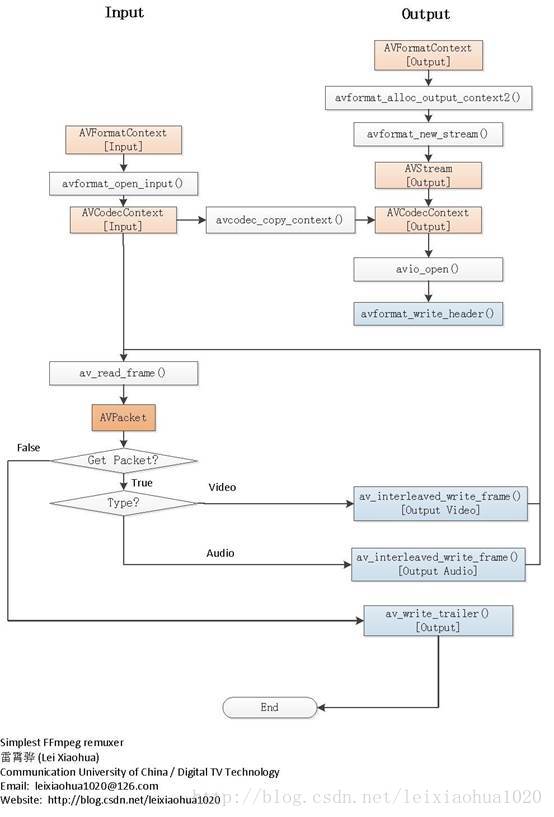 Input
Output
AVFormatContext
[Output]
avformat_alloc_output_context2()
avformat_new_stream()
AVFormatContext
[Input]
avformat_open_input()
AVStream
[Output]
AVCodecContext
[Input]
avcodec_copy_context()
AVCodecContext
[Output]
avio_open()
avformat_write_header()
av_read_frame()
AVPacket
False
Get Packet?
True
Type?
Video
av_interleaved_write_frame()
[Output Video]
Audio
av_interleaved_write_frame()
[Output Audio]
av_write_trailer()
[Output]
End
Simplest FFmpeg remuxer
雷霄骅 (Lei Xiaohua)
Communication University of China / Digital TV Technology
Email: leixiaohua1020@126.com
Website: http://blog.csdn.net/leixiaohua1020
http://blog.csdn.net/leixiaohua1020